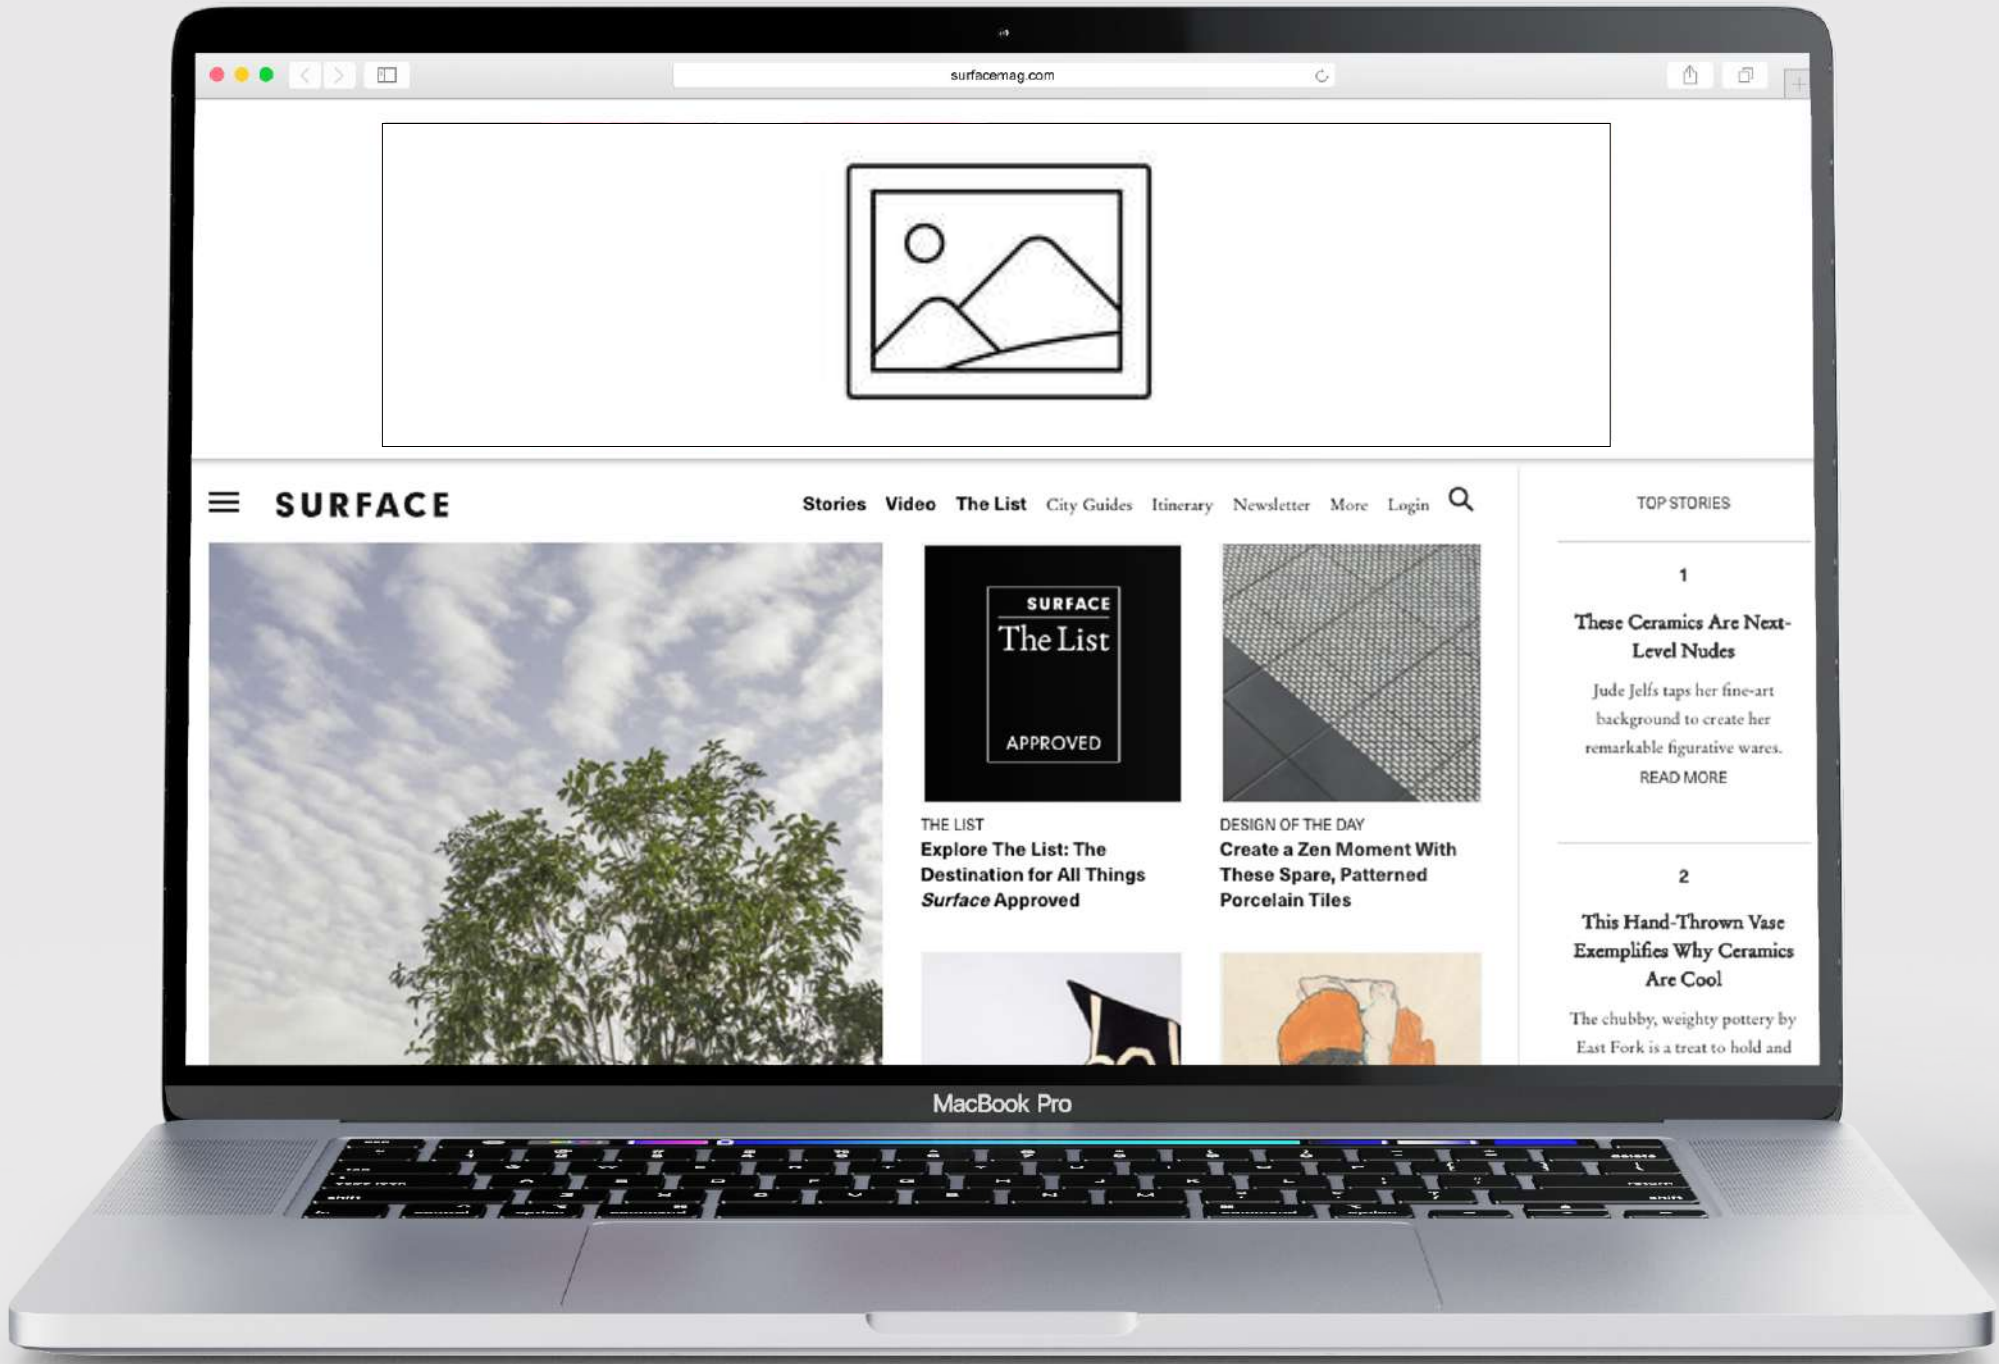 surfacemag.com
SURFACE
Stories Video The List City Guides Itinerary Newsletter More Login
TOP STORIES
SURFACE
The List
APPROVED
THE LIST
Explore The List: The
Destination for All Things
Surface Approved
DESIGN OF THE DAY
Create a Zen Moment With
These Spare, Patterned
Porcelain Tiles
1
These Ceramics Are Next-
Level Nudes
Jude Jelfs taps her fine-art
background to create her
remarkable figurative wares.
READ MORE
2
This Hand-Thrown Vase
Exemplifies Why Ceramics
Are Cool
The chubby, weighty pottery by
East Fork is a treat to hold and
MacBook Pro